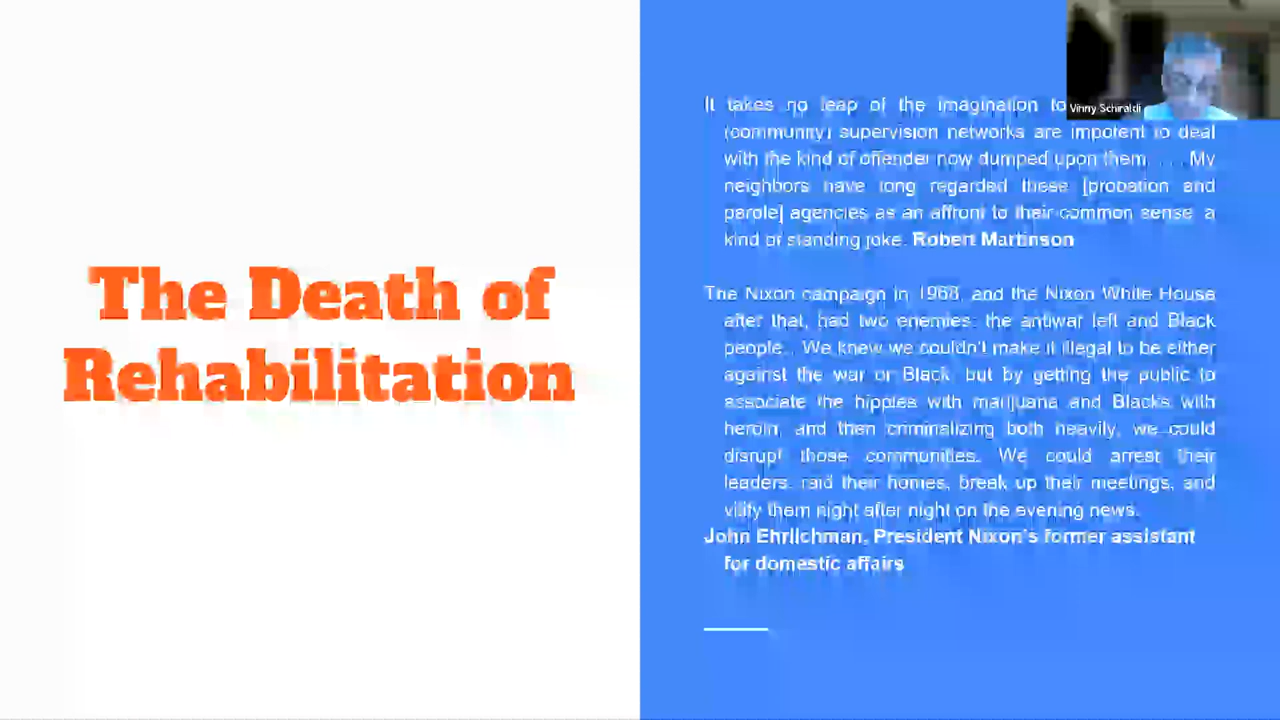 The Death of
Rehabilitation
Vinny Schiraldi
It takes no leap of the imagination to
(community) supervision networks are impotent to deal
with the kind of offender now dumped upon them. . . . My
neighbors have long regarded these [probation and
parole] agencies as an affront to their common sense, a
kind of standing joke. Robert Martinson
The Nixon campaign in 1968, and the Nixon White House
after that, had two enemies: the antiwar left and Black
people. . We knew we couldn't make it illegal to be either
against the war or Black, but by getting the public to
associate the hippies with marijuana and Blacks with
heroin, and then criminalizing both heavily, we could
disrupt those communities. We could arrest their
leaders, raid their homes, break up their meetings, and
vilify them night after night on the evening news.
John Ehrlichman, President Nixon's former assistant
for domestic affairs